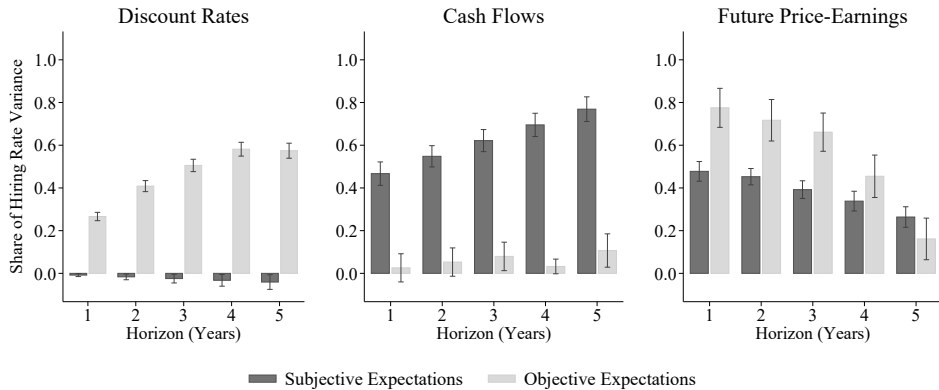 Discount Rates
Cash Flows
Future Price-Earnings
Share of Hiring Rate Variance
1.0
0.8
0.6
0.4
0.2
0.0
1 2 3 4 5
Horizon (Years)
1.0
0.8
0.6
0.4
0.2
0.0
1 2 3 4 5
Horizon (Years)
1.0
0.8
0.6
0.4
0.2
0.0
1 2 3 4 5
Horizon (Years)
Subjective Expectations
Objective Expectations